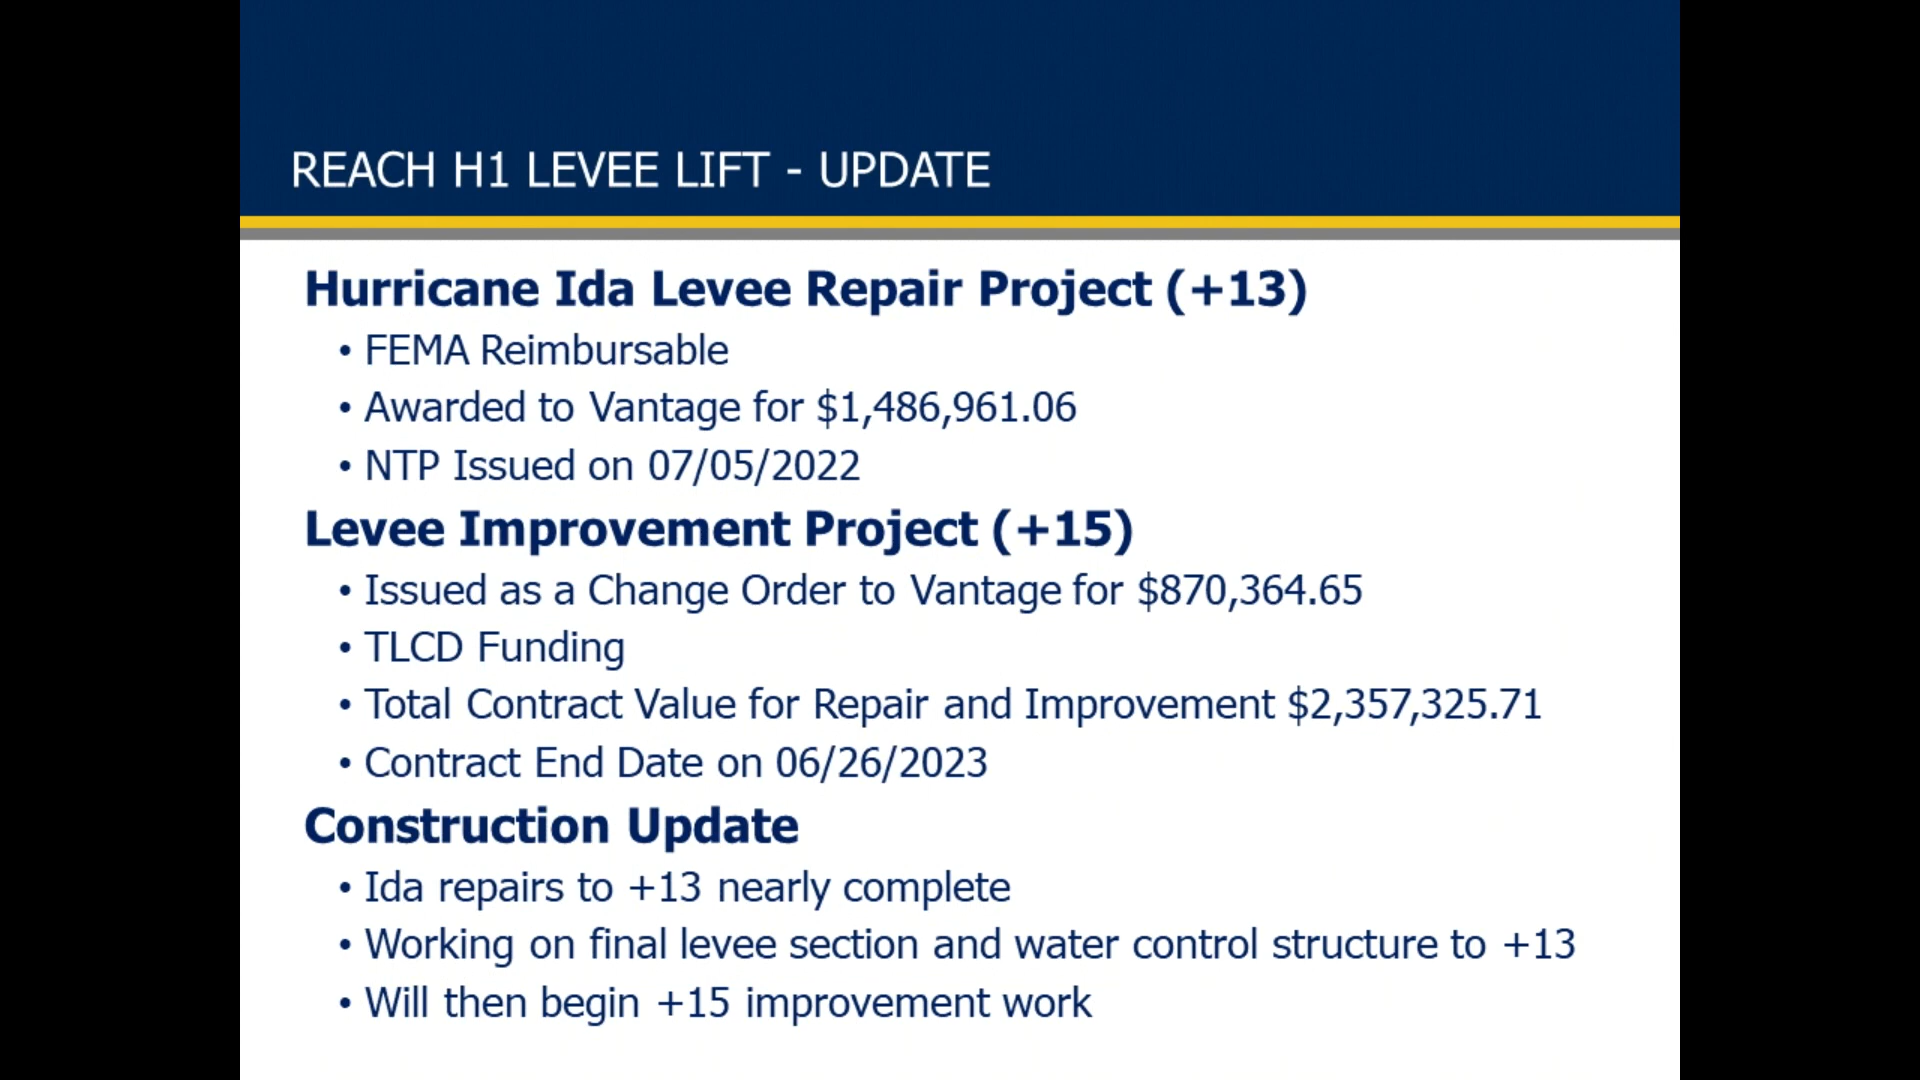 REACH H1 LEVEE LIFT - UPDATE
Hurricane Ida Levee Repair Project (+13)
• FEMA Reimbursable
• Awarded to Vantage for $1,486,961.06
• NTP Issued on 07/05/2022
Levee Improvement Project (+15)
• Issued as a Change Order to Vantage for $870,364.65
• TLCD Funding
• Total Contract Value for Repair and Improvement $2,357,325.71
• Contract End Date on 06/26/2023
Construction Update
• Ida repairs to +13 nearly complete
• Working on final levee section and water control structure to +13
• Will then begin +15 improvement work